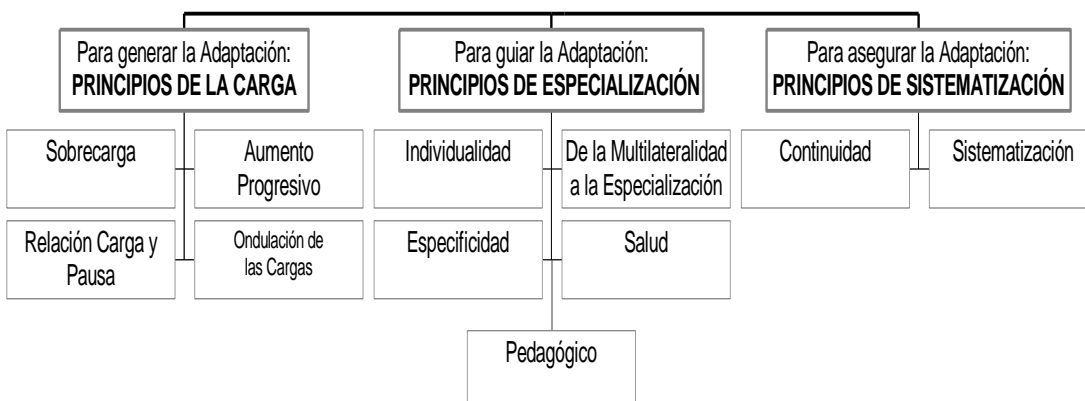 Para generar la Adaptación:
PRINCIPIOS DE LA CARGA
Para guiar la Adaptación:
PRINCIPIOS DE ESPECIALIZACIÓN
Para asegurar la Adaptación:
PRINCIPIOS DE SISTEMATIZACIÓN
Sobrecarga
Aumento
Progresivo
Individualidad
De la Multilateralidad
a la Especialización
Continuidad
Sistematización
Relación Carga y
Pausa
Ondulación de
las Cargas
Especificidad
Salud
Pedagógico